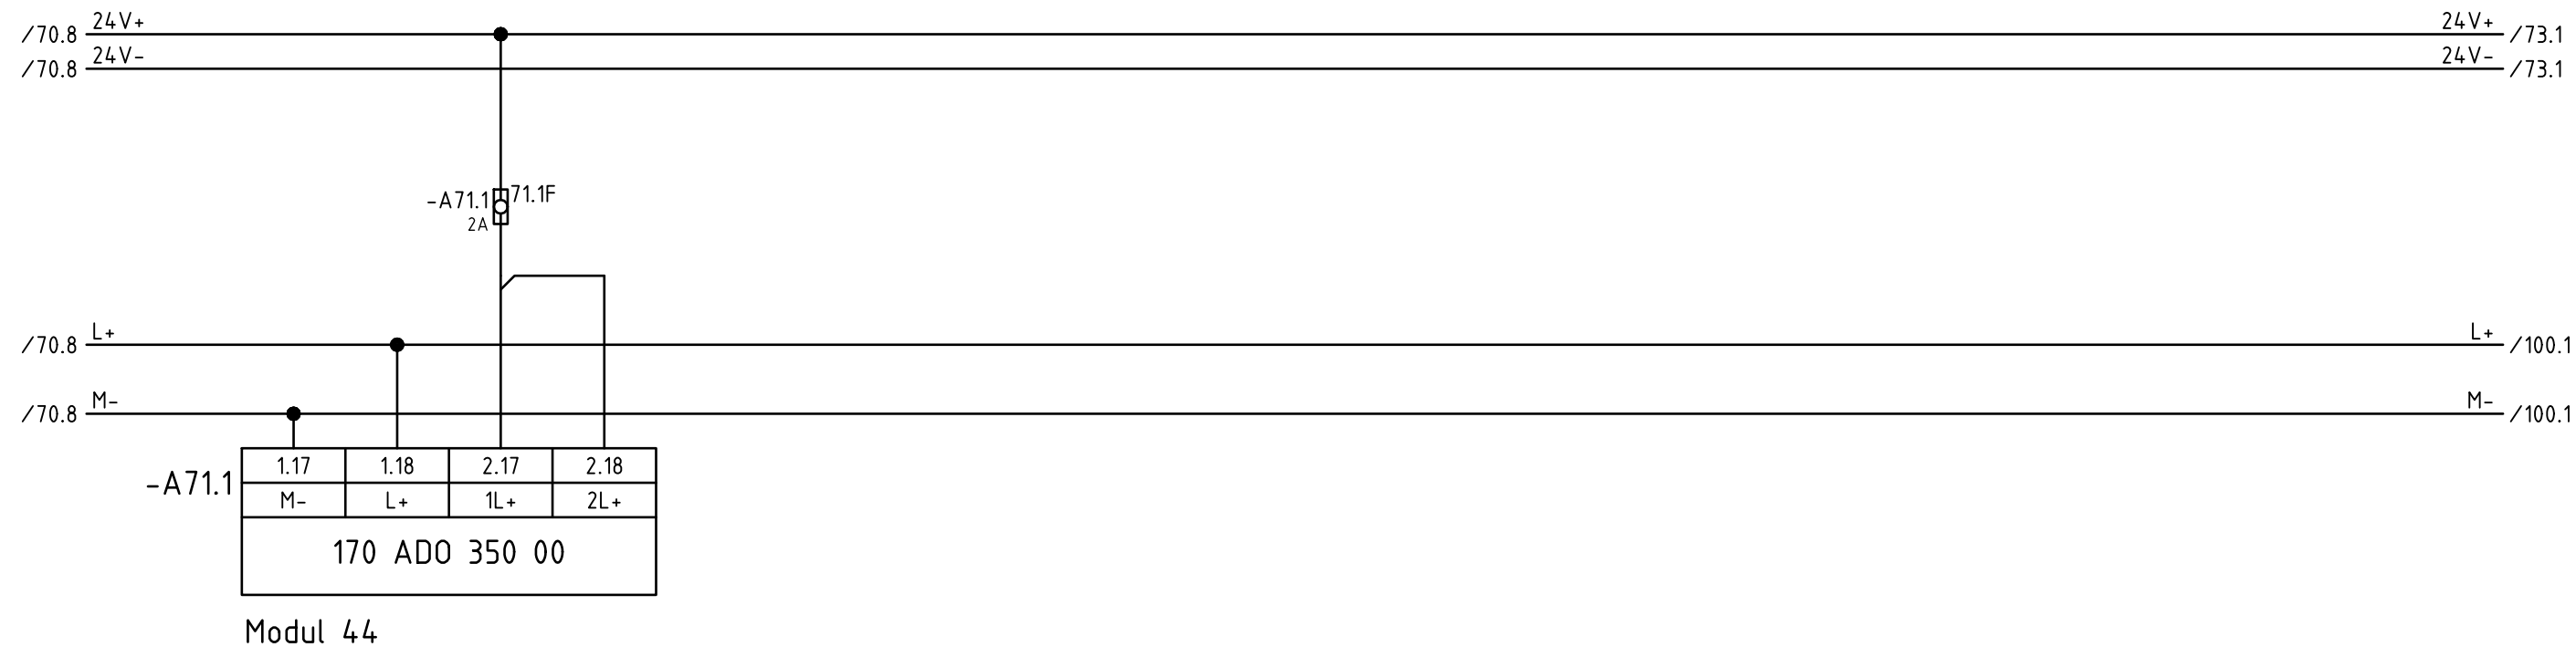 24V+ 24V+
/70.8 /73.1
24V- 24V-
/70.8 /73.1
-A71.1 71.1F
2A
L+ L+
/70.8 /100.1
M- M-
/70.8 /100.1
1.17 1.18 2.17 2.18
-A71.1
M- L+ 1L+ 2L+
170 ADO 350 00
Modul 44